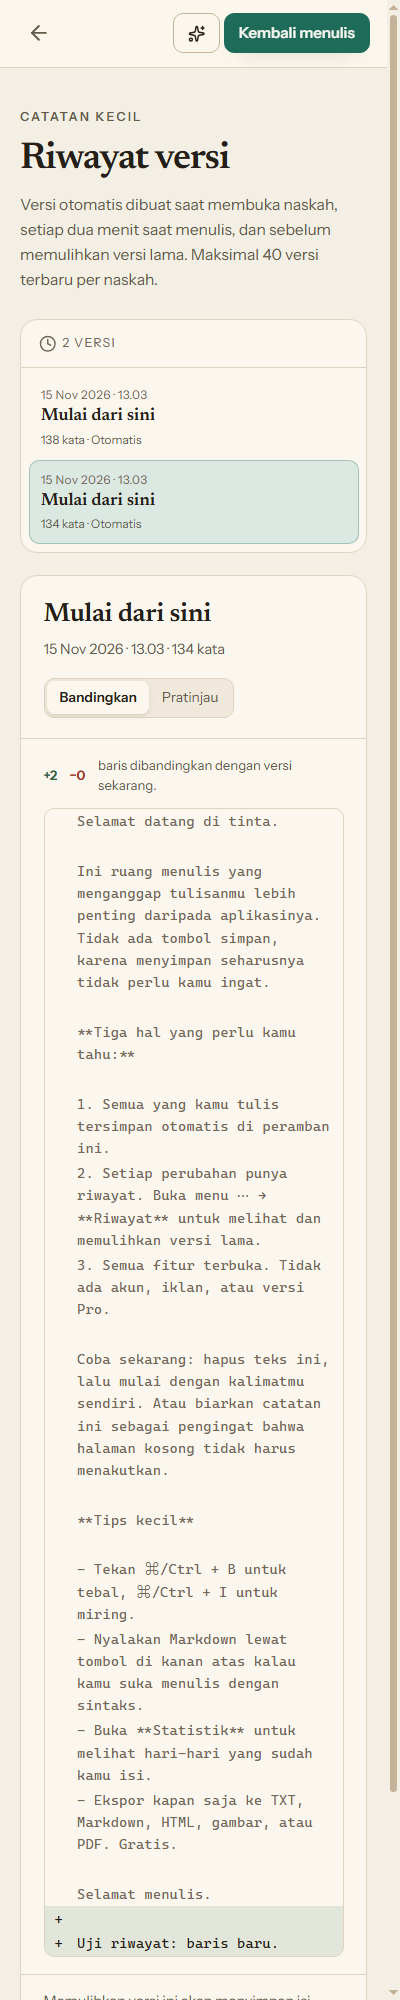 Kembali menulis
CATATAN KECIL
Riwayat versi
Versi otomatis dibuat saat membuka naskah,
setiap dua menit saat menulis, dan sebelum
memulihkan versi lama. Maksimal 40 versi
terbaru per naskah.
2 VERSI
15 Nov 2026 · 13.03
Mulai dari sini
138 kata · Otomatis
15 Nov 2026 · 13.03
Mulai dari sini
134 kata · Otomatis
Mulai dari sini
15 Nov 2026 · 13.03 · 134 kata
Bandingkan Pratinjau
+2 −0 baris dibandingkan dengan versi
sekarang.
Selamat datang di tinta.
Ini ruang menulis yang
menganggap tulisanmu lebih
penting daripada aplikasinya.
Tidak ada tombol simpan,
karena menyimpan seharusnya
tidak perlu kamu ingat.
**Tiga hal yang perlu kamu
tahu:**
1. Semua yang kamu tulis
tersimpan otomatis di peramban
ini.
2. Setiap perubahan punya
riwayat. Buka menu ⋯ →
**Riwayat** untuk melihat dan
memulihkan versi lama.
3. Semua fitur terbuka. Tidak
ada akun, iklan, atau versi
Pro.
Coba sekarang: hapus teks ini,
lalu mulai dengan kalimatmu
sendiri. Atau biarkan catatan
ini sebagai pengingat bahwa
halaman kosong tidak harus
menakutkan.
**Tips kecil**
- Tekan ⌘/Ctrl + B untuk
tebal, ⌘/Ctrl + I untuk
miring.
- Nyalakan Markdown lewat
tombol di kanan atas kalau
kamu suka menulis dengan
sintaks.
- Buka **Statistik** untuk
melihat hari-hari yang sudah
kamu isi.
- Ekspor kapan saja ke TXT,
Markdown, HTML, gambar, atau
PDF. Gratis.
Selamat menulis.
+
+ Uji riwayat: baris baru.